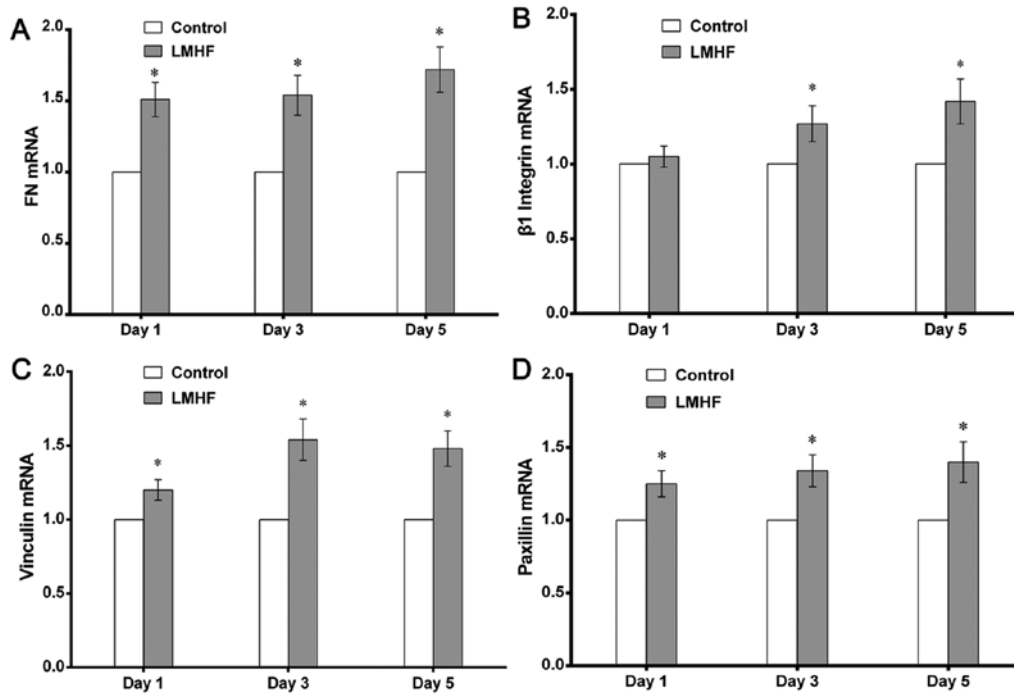 A
FN mRNA
2.0
1.5
1.0
0.5
0.0
Control
LMHF
*
*
*
Day 1
Day 3
Day 5
B
β1 Integrin mRNA
2.0
1.5
1.0
0.5
0.0
Control
LMHF
*
*
Day 1
Day 3
Day 5
C
Vinculin mRNA
2.0
1.5
1.0
0.5
0.0
Control
LMHF
*
*
*
Day 1
Day 3
Day 5
D
Paxillin mRNA
2.0
1.5
1.0
0.5
0.0
Control
LMHF
*
*
*
Day 1
Day 3
Day 5